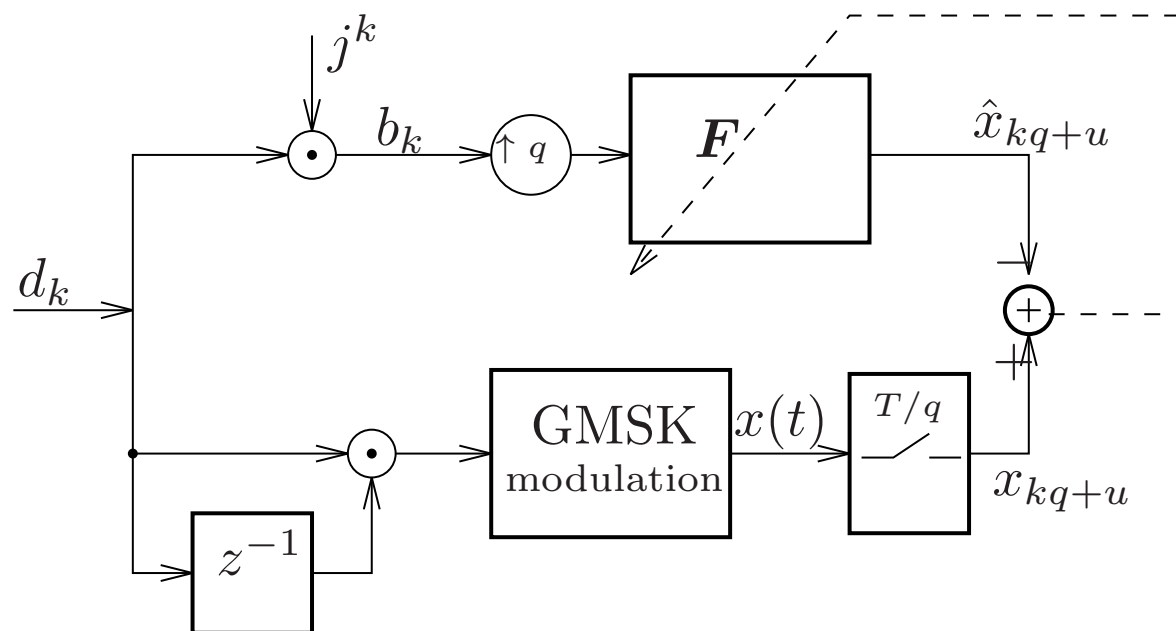 j^k
b_k
↑ q
F
x̂_{kq+u}
d_k
−
+
+
GMSK
modulation
x(t)
T/q
x_{kq+u}
z^{−1}